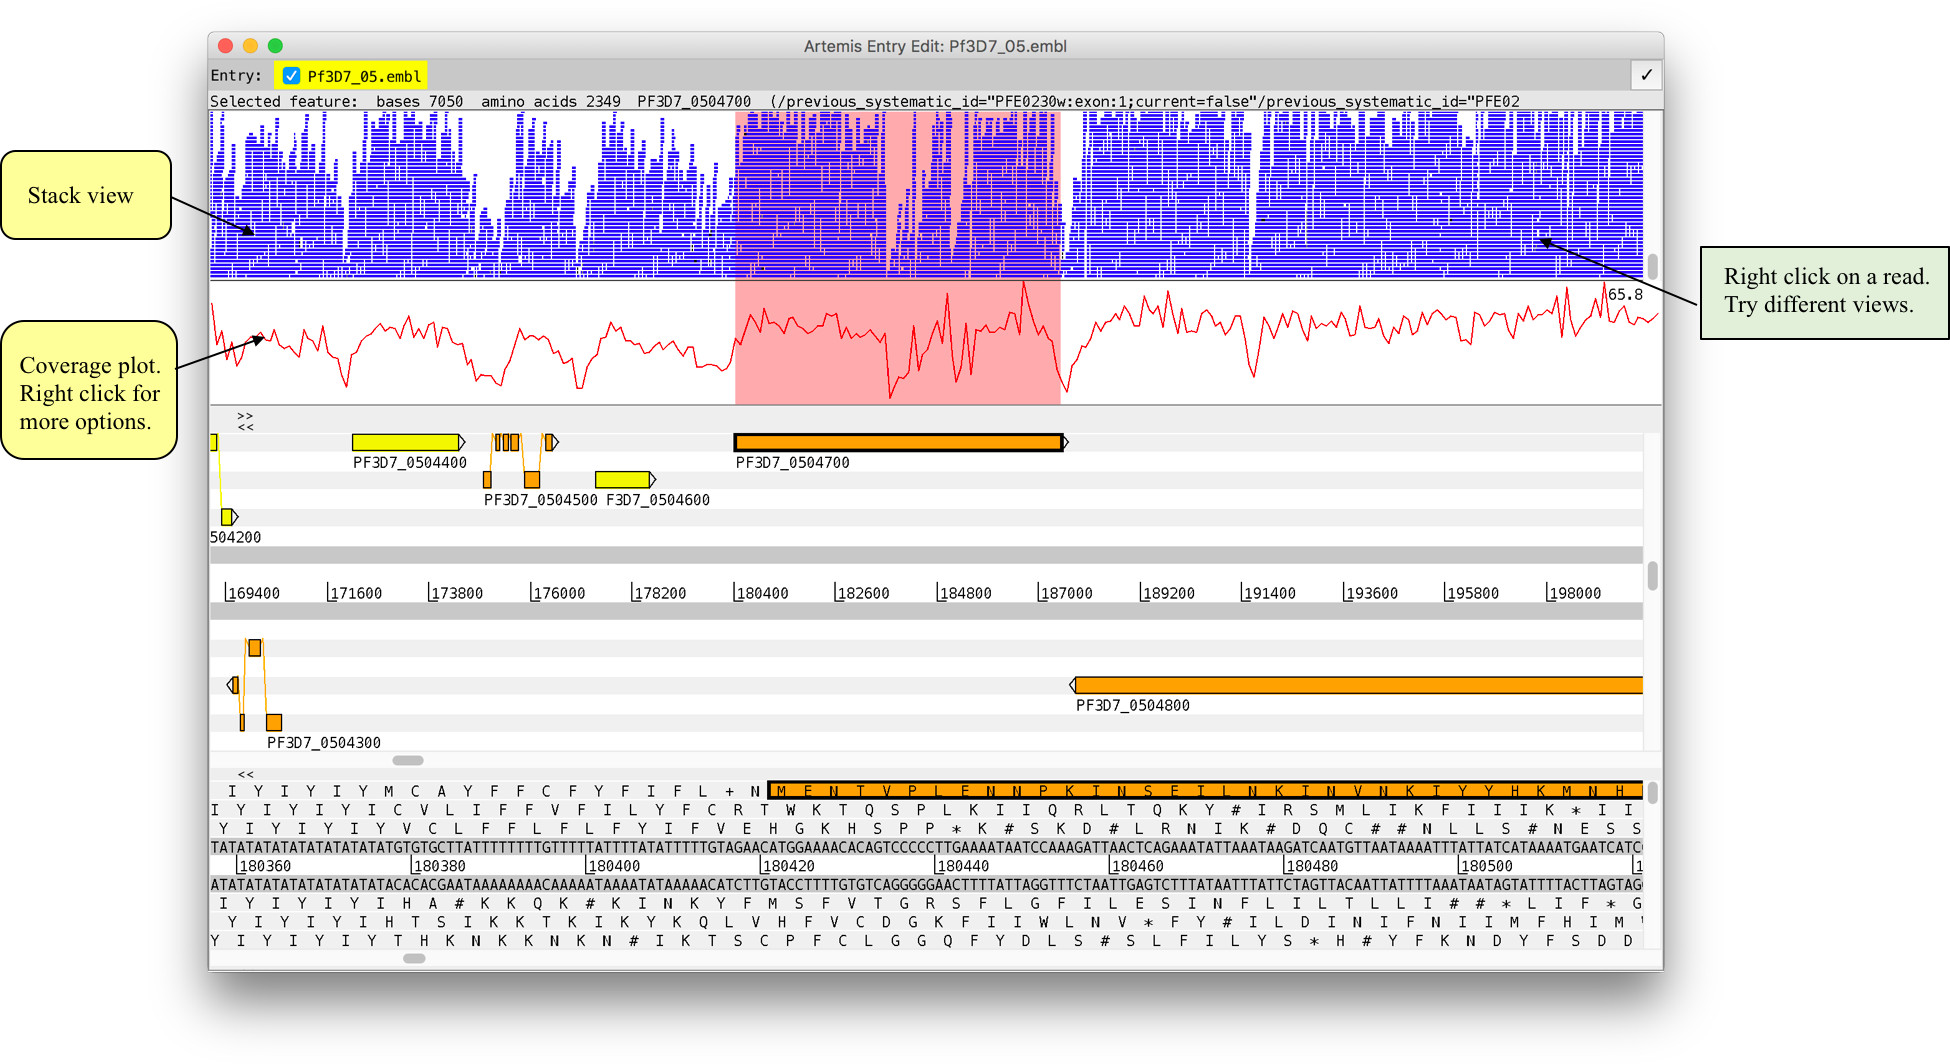 Artemis Entry Edit: Pf3D7_05.embl
Entry: Pf3D7_05.embl
Selected feture: bases 7050 amino acids 2349 PF3D7_0504700 (/previous_systematic_id="PFE0230w:exon:1;current=false"/previous_systematic_id="PFE02
Stack view
Right click on a read.
Try different views.
65.8
Coverage plot.
Right click for
more options.
>>
<<
PF3D7_0504400
PF3D7_0504700
PF3D7_0504500 F3D7_0504600
504200
169400 171600 173800 176000 178200 180400 182600 184800 187000 189200 191400 193600 195800 198000
PF3D7_0504800
PF3D7_0504300
<<
I Y I Y I Y M C A Y F F C F Y F I F L + N M E N T V P L E N N P K I N S E I L N K I N V N K I Y Y H K M N H
I Y I Y I Y I C V L I F F V F I L Y F C R T W K T Q S P L K I I Q R L T Q K Y # I R S M L I K F I I I K * I I
Y I Y I Y I Y V C L F F L F L F Y I F V E H G K H S P P * K # S K D # L R N I K # D Q C # # N L L S # N E S S
180360 180380 180400 180420 180440 180460 180480 180500
I Y I Y I Y I H A # K K Q K # K I N K Y F M S F V T G R S F L G F I L E S I N F L I L T L L I # # * L I F * G
Y I Y I Y I H T S I K K T K I K Y K Q L V H F V C D G K F I I W L N V * F Y # I L D I N I F N I I M F H I M
Y I Y I Y I Y T H K N K K N K N # I K T S C P F C L G G Q F Y D L S # S L F I L Y S * H # Y F K N D Y F S D D